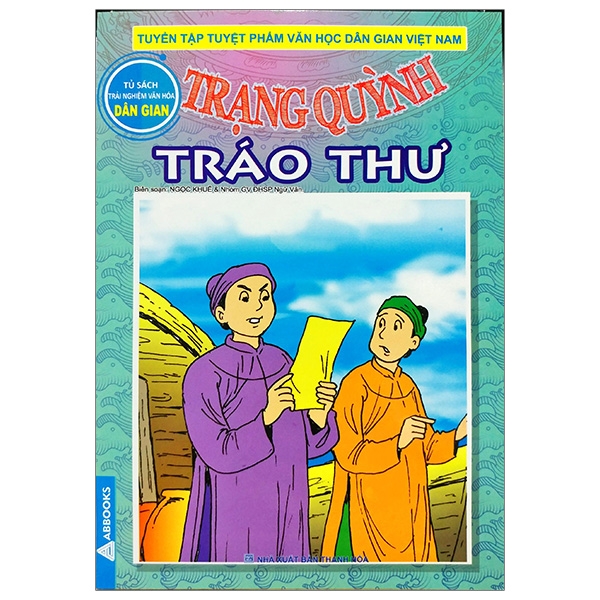 TUYỂN TẬP TUYỆT PHẨM VĂN HỌC DÂN GIAN VIỆT NAM
TỦ SÁCH
TRẢI NGHIỆM VĂN HÓA
DÂN GIAN
TRẠNG QUỲNH
TRÁO THƯ
Biên soạn: NGỌC KHUÊ & Nhóm GV ĐHSP Ngữ Văn
ABBOOKS
NHÀ XUẤT BẢN THANH HÓA